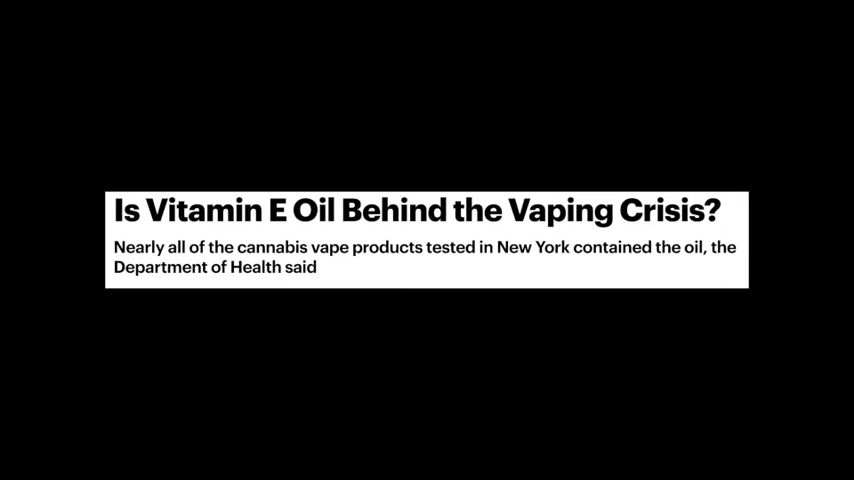 Is Vitamin E Oil Behind the Vaping Crisis?
Nearly all of the cannabis vape products tested in New York contained the oil, the
Department of Health said